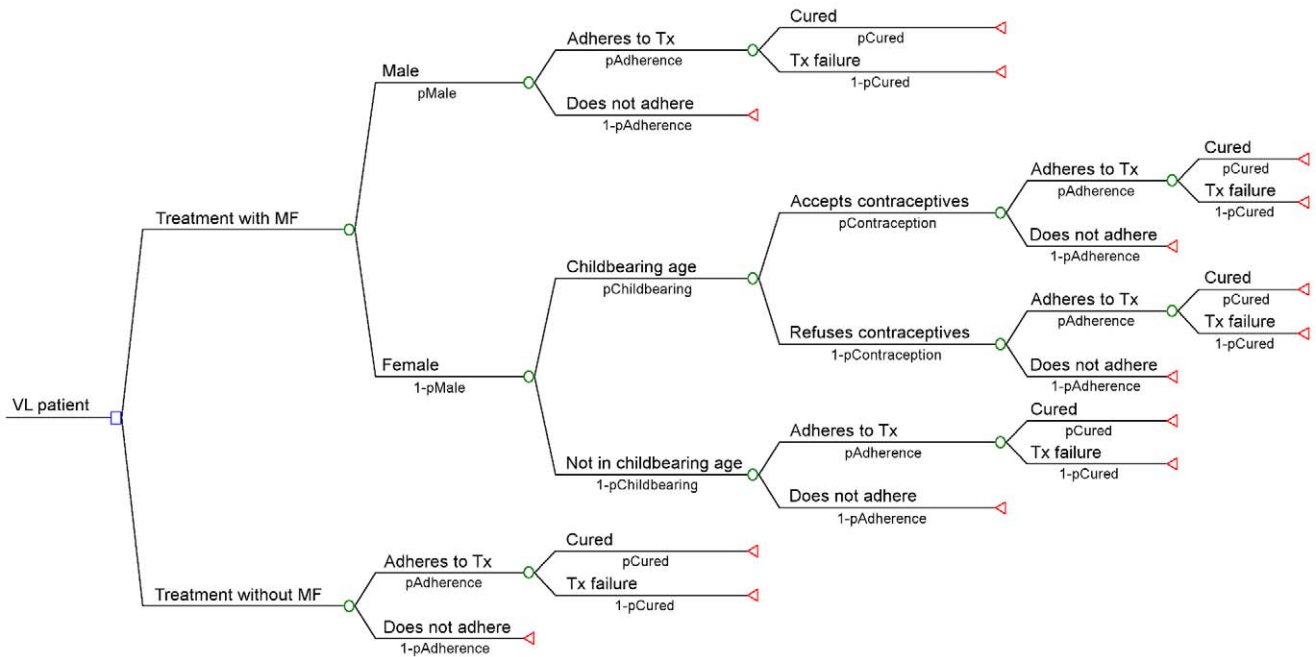 Cured
pCured
Adheres to Tx
pAdherence
Tx failure
1-pCured
Male
pMale
Does not adhere
1-pAdherence
Cured
pCured
Adheres to Tx
pAdherence
Tx failure
1-pCured
Accepts contraceptives
pContraception
Treatment with MF
Does not adhere
1-pAdherence
Childbearing age
pChildbearing
Cured
pCured
Adheres to Tx
pAdherence
Tx failure
1-pCured
Refuses contraceptives
1-pContraception
Female
1-pMale
Does not adhere
1-pAdherence
VL patient
Cured
pCured
Adheres to Tx
pAdherence
Tx failure
1-pCured
Not in childbearing age
1-pChildbearing
Does not adhere
1-pAdherence
Cured
pCured
Adheres to Tx
pAdherence
Tx failure
1-pCured
Treatment without MF
Does not adhere
1-pAdherence